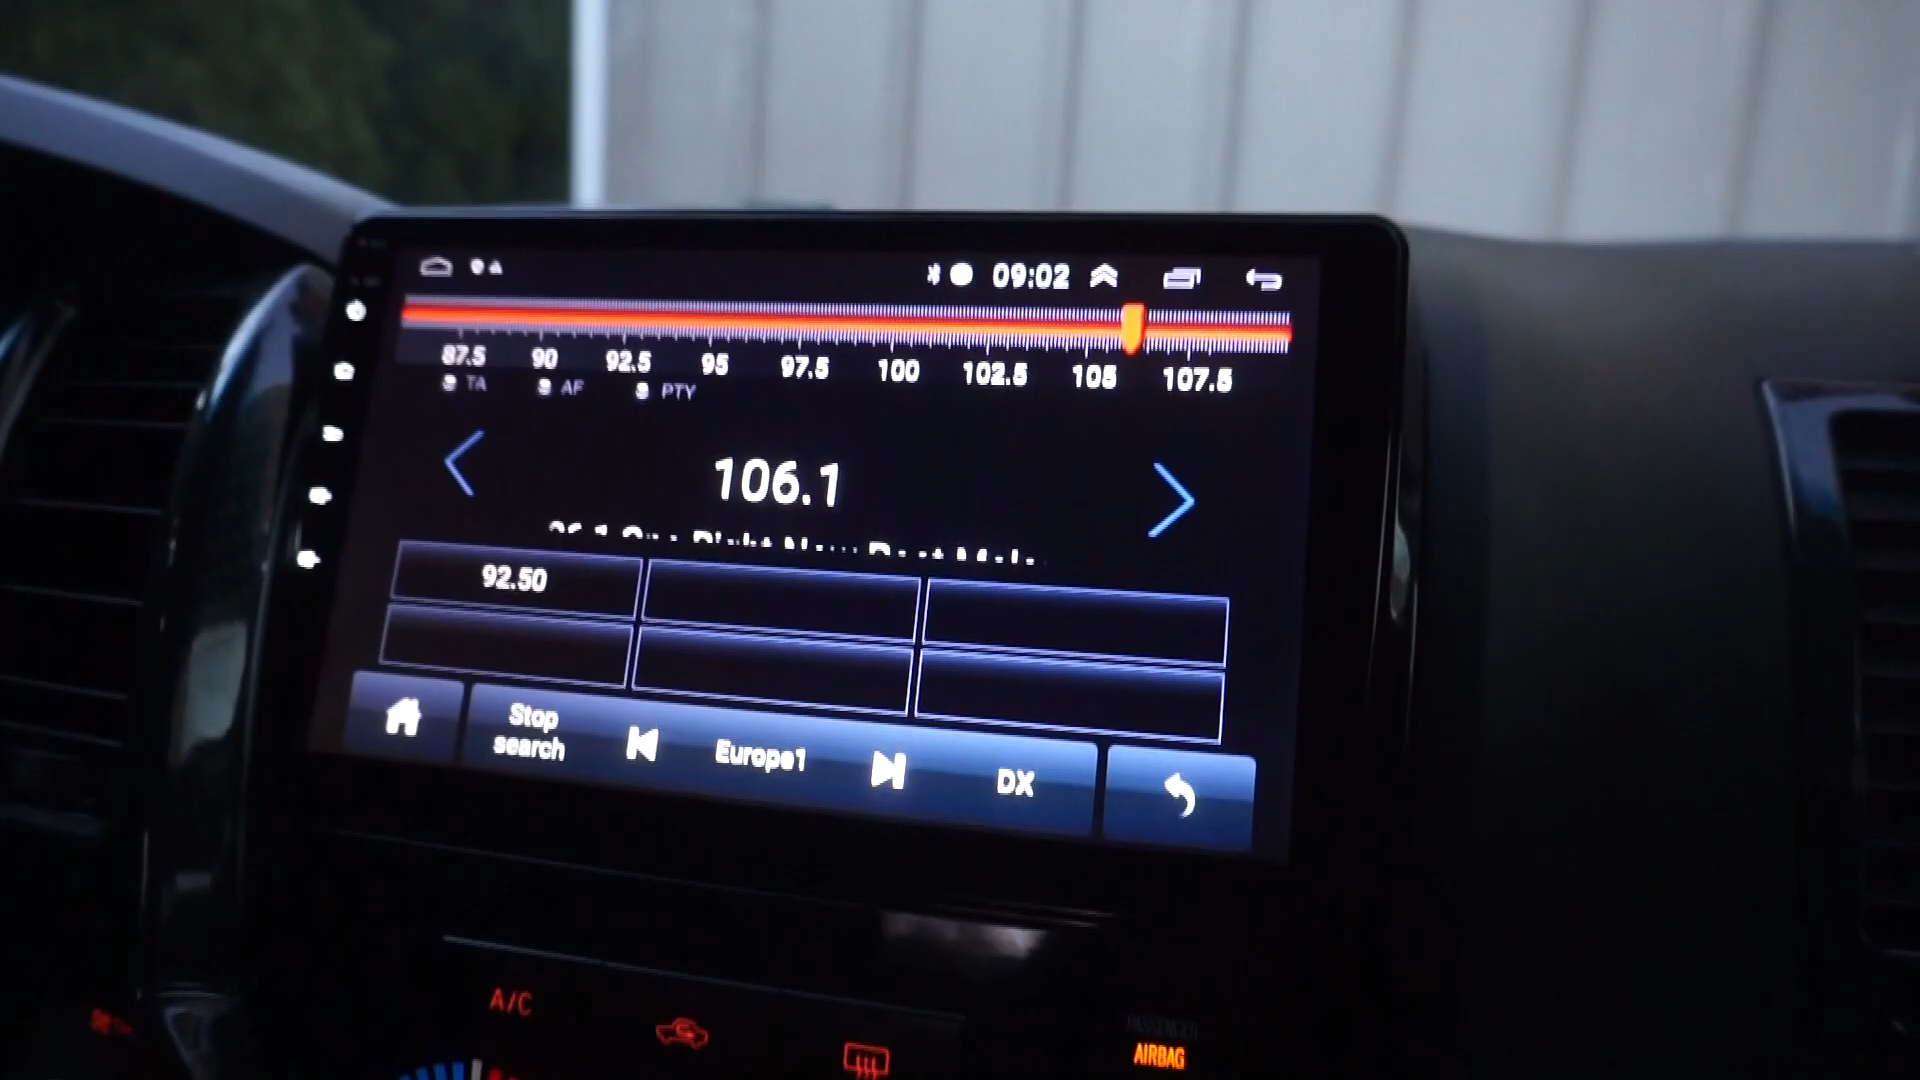 09:02
87.5 90 92.5 95 97.5 100 102.5 105 107.5
TA AF PTY
106.1
92.50
Stop search Europe1 DX
A/C
PASSENGER
AIRBAG